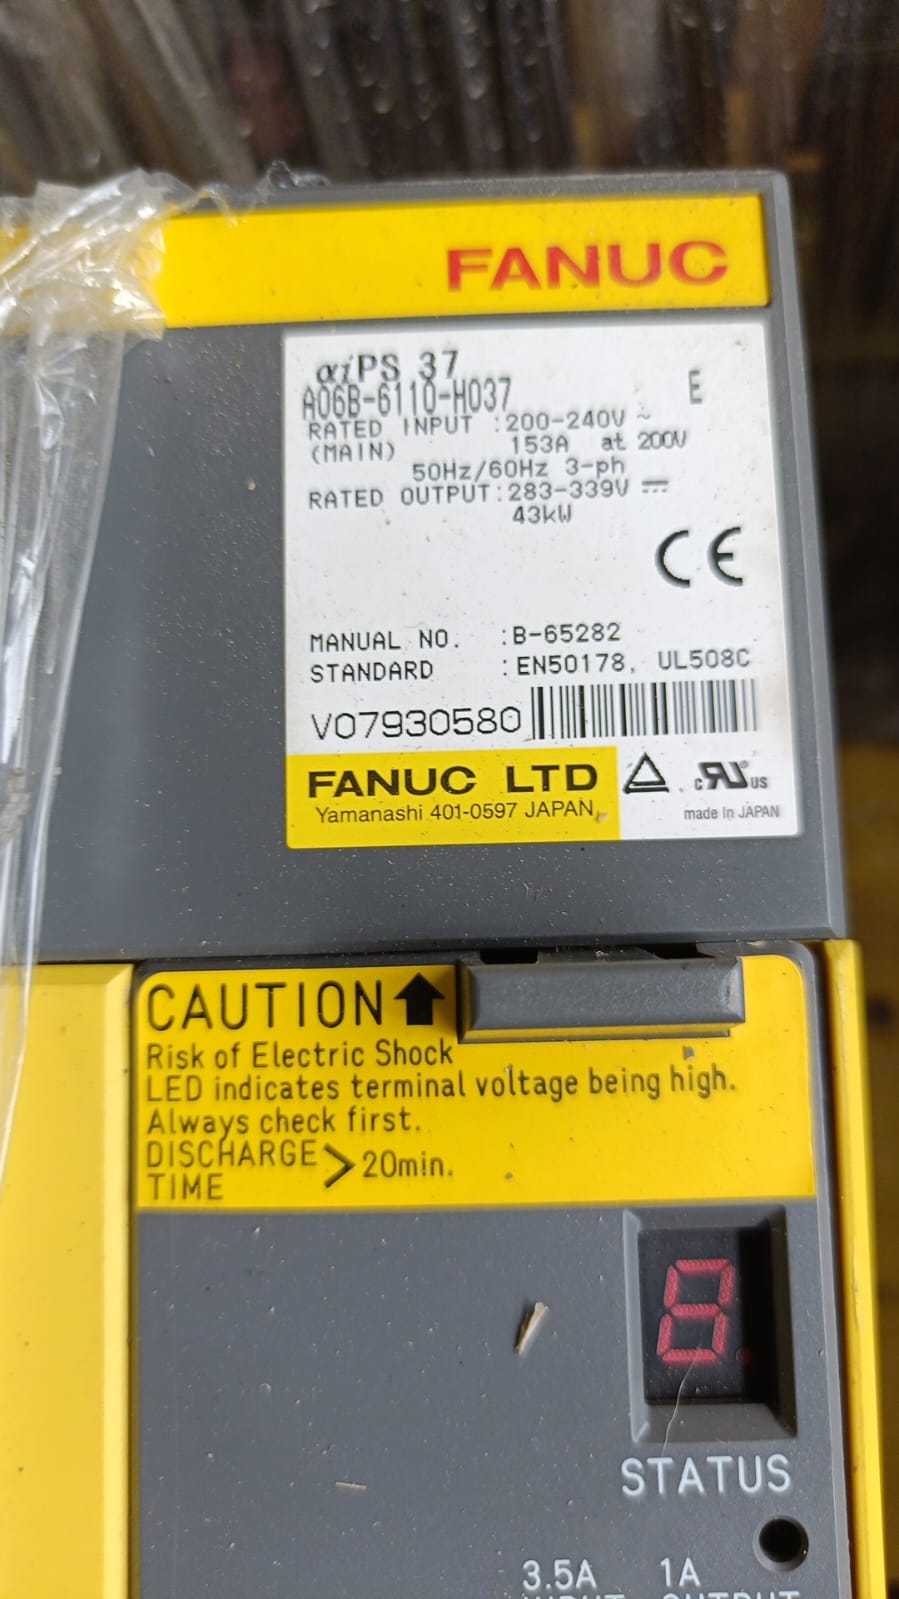 FANUC
αiPS 37
A06B-6110-H037 E
RATED INPUT :200-240V ~
(MAIN) 153A at 200V
50Hz/60Hz 3-ph
RATED OUTPUT:283-339V ⎓
43kW
CE
MANUAL NO. :B-65282
STANDARD :EN50178, UL508C
V07930580
FANUC LTD
Yamanashi 401-0597 JAPAN
c RU us
made in JAPAN
CAUTION
Risk of Electric Shock
LED indicates terminal voltage being high.
Always check first.
DISCHARGE TIME > 20min.
8.
STATUS
3.5A 1A